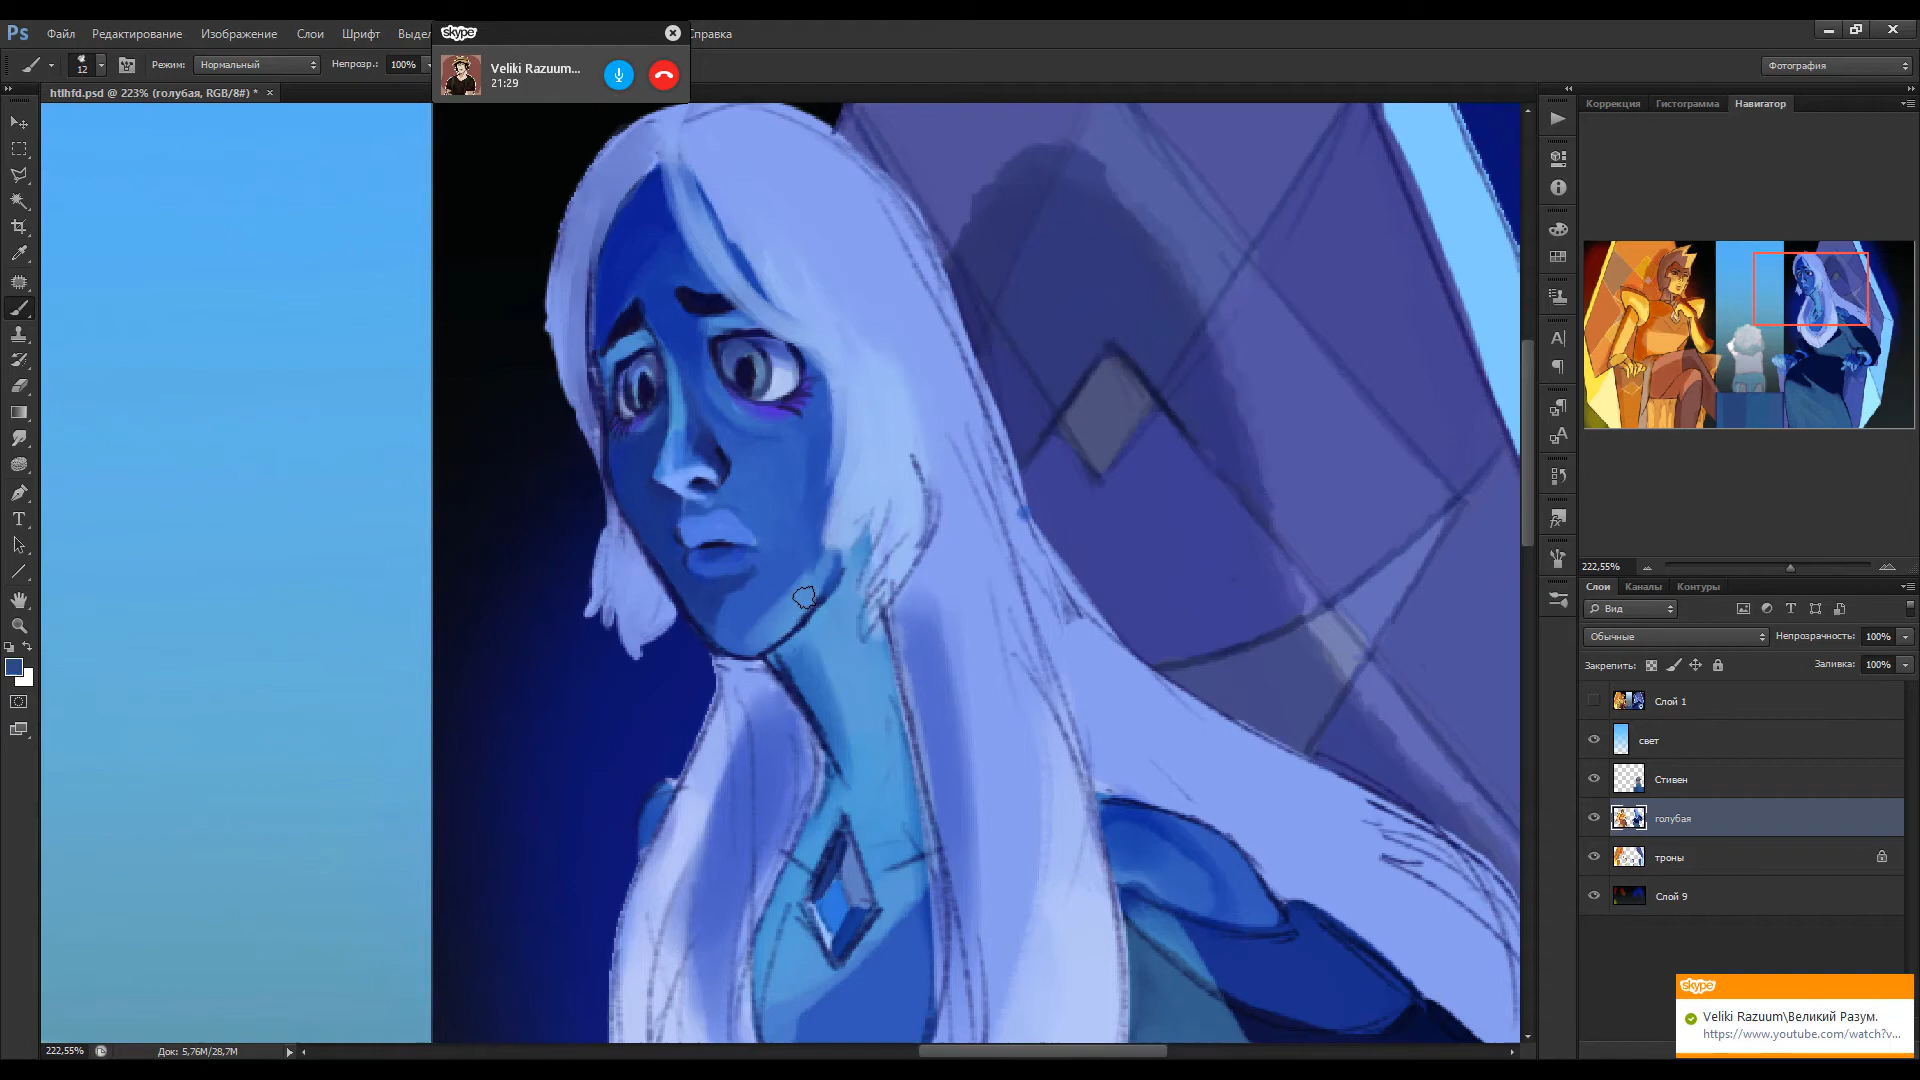 Ps
Файл Редактирование Изображение Слои Шрифт Выдел
Справка
skype
Veliki Razuum...
21:29
12
Режим: Нормальный Непрозр.: 100%
Фотография
htlhfd.psd @ 223% (голубая, RGB/8#) * ×
Коррекция Гистограмма Навигатор
222,55%
Слои Каналы Контуры
Вид
Обычные Непрозрачность: 100%
Закрепить: Заливка: 100%
Слой 1
свет
Стивен
голубая
троны
Слой 9
skype
Veliki Razuum\Великий Разум.
https://www.youtube.com/watch?v...
222,55% Док: 5,76M/28,7M